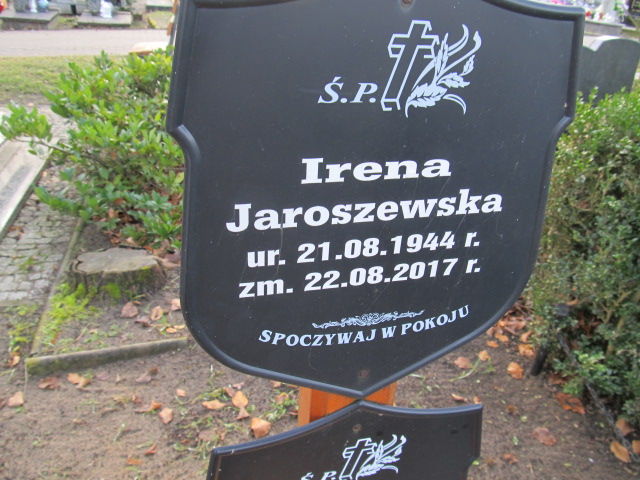 Ś.P.
Irena
Jaroszewska
ur. 21.08.1944 r.
zm. 22.08.2017 r.
SPOCZYWAJ W POKOJU
Ś.P.